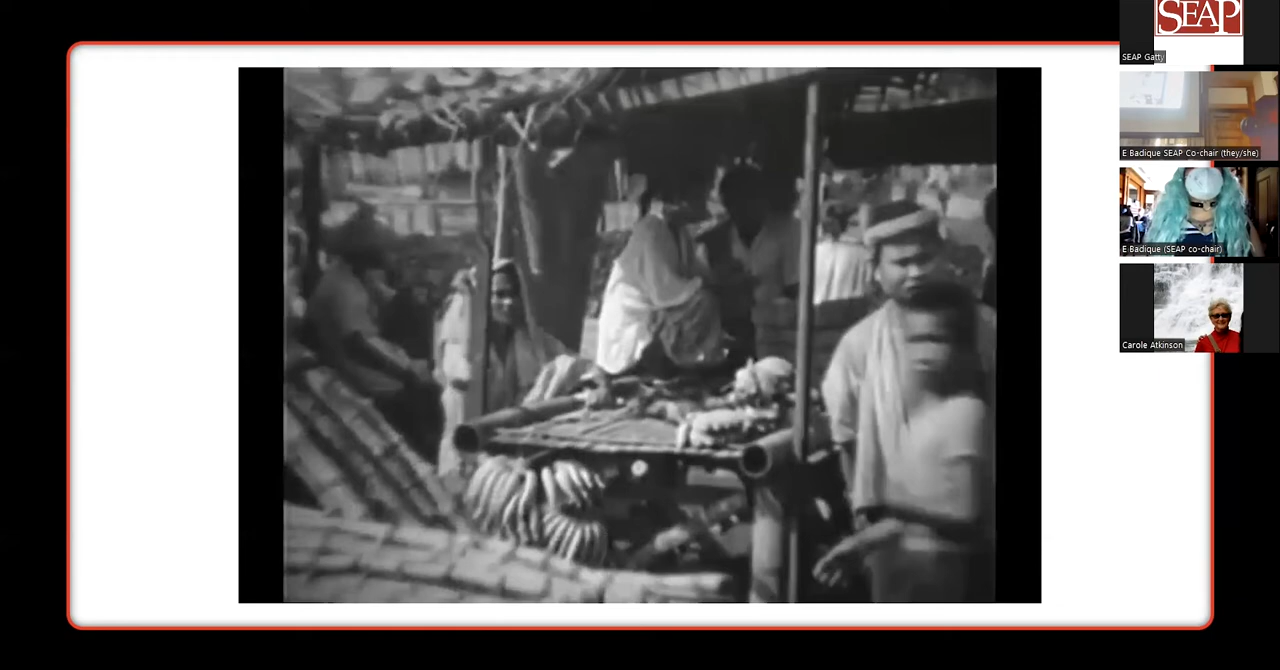 SEAP
SEAP Gatty
E Badique SEAP Co-chair (they/she)
E Badique (SEAP co-chair)
Carole Atkinson